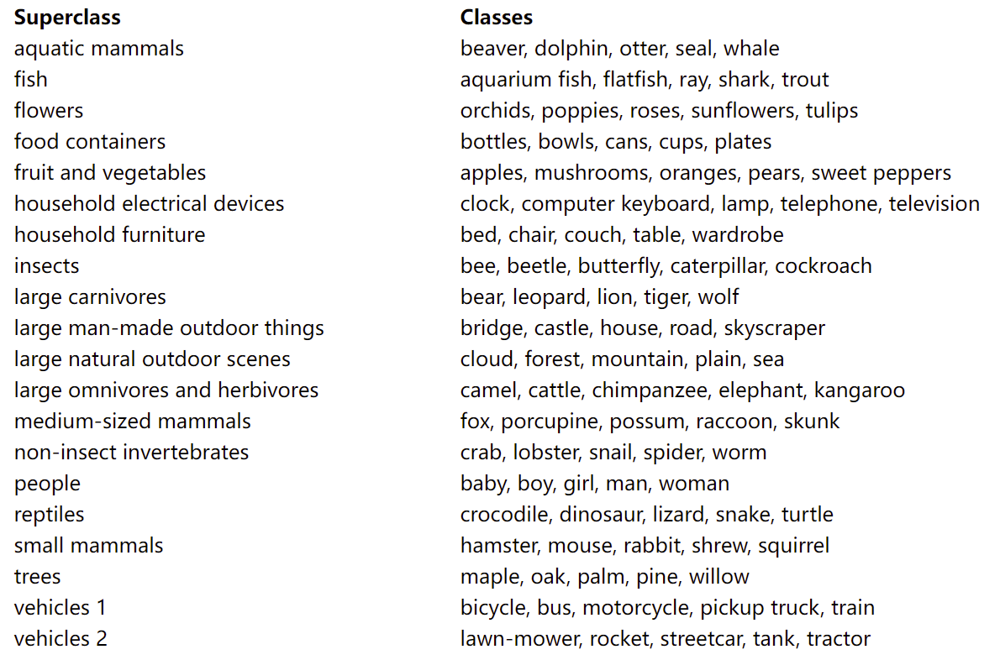 Superclass Classes
aquatic mammals beaver, dolphin, otter, seal, whale
fish aquarium fish, flatfish, ray, shark, trout
flowers orchids, poppies, roses, sunflowers, tulips
food containers bottles, bowls, cans, cups, plates
fruit and vegetables apples, mushrooms, oranges, pears, sweet peppers
household electrical devices clock, computer keyboard, lamp, telephone, television
household furniture bed, chair, couch, table, wardrobe
insects bee, beetle, butterfly, caterpillar, cockroach
large carnivores bear, leopard, lion, tiger, wolf
large man-made outdoor things bridge, castle, house, road, skyscraper
large natural outdoor scenes cloud, forest, mountain, plain, sea
large omnivores and herbivores camel, cattle, chimpanzee, elephant, kangaroo
medium-sized mammals fox, porcupine, possum, raccoon, skunk
non-insect invertebrates crab, lobster, snail, spider, worm
people baby, boy, girl, man, woman
reptiles crocodile, dinosaur, lizard, snake, turtle
small mammals hamster, mouse, rabbit, shrew, squirrel
trees maple, oak, palm, pine, willow
vehicles 1 bicycle, bus, motorcycle, pickup truck, train
vehicles 2 lawn-mower, rocket, streetcar, tank, tractor